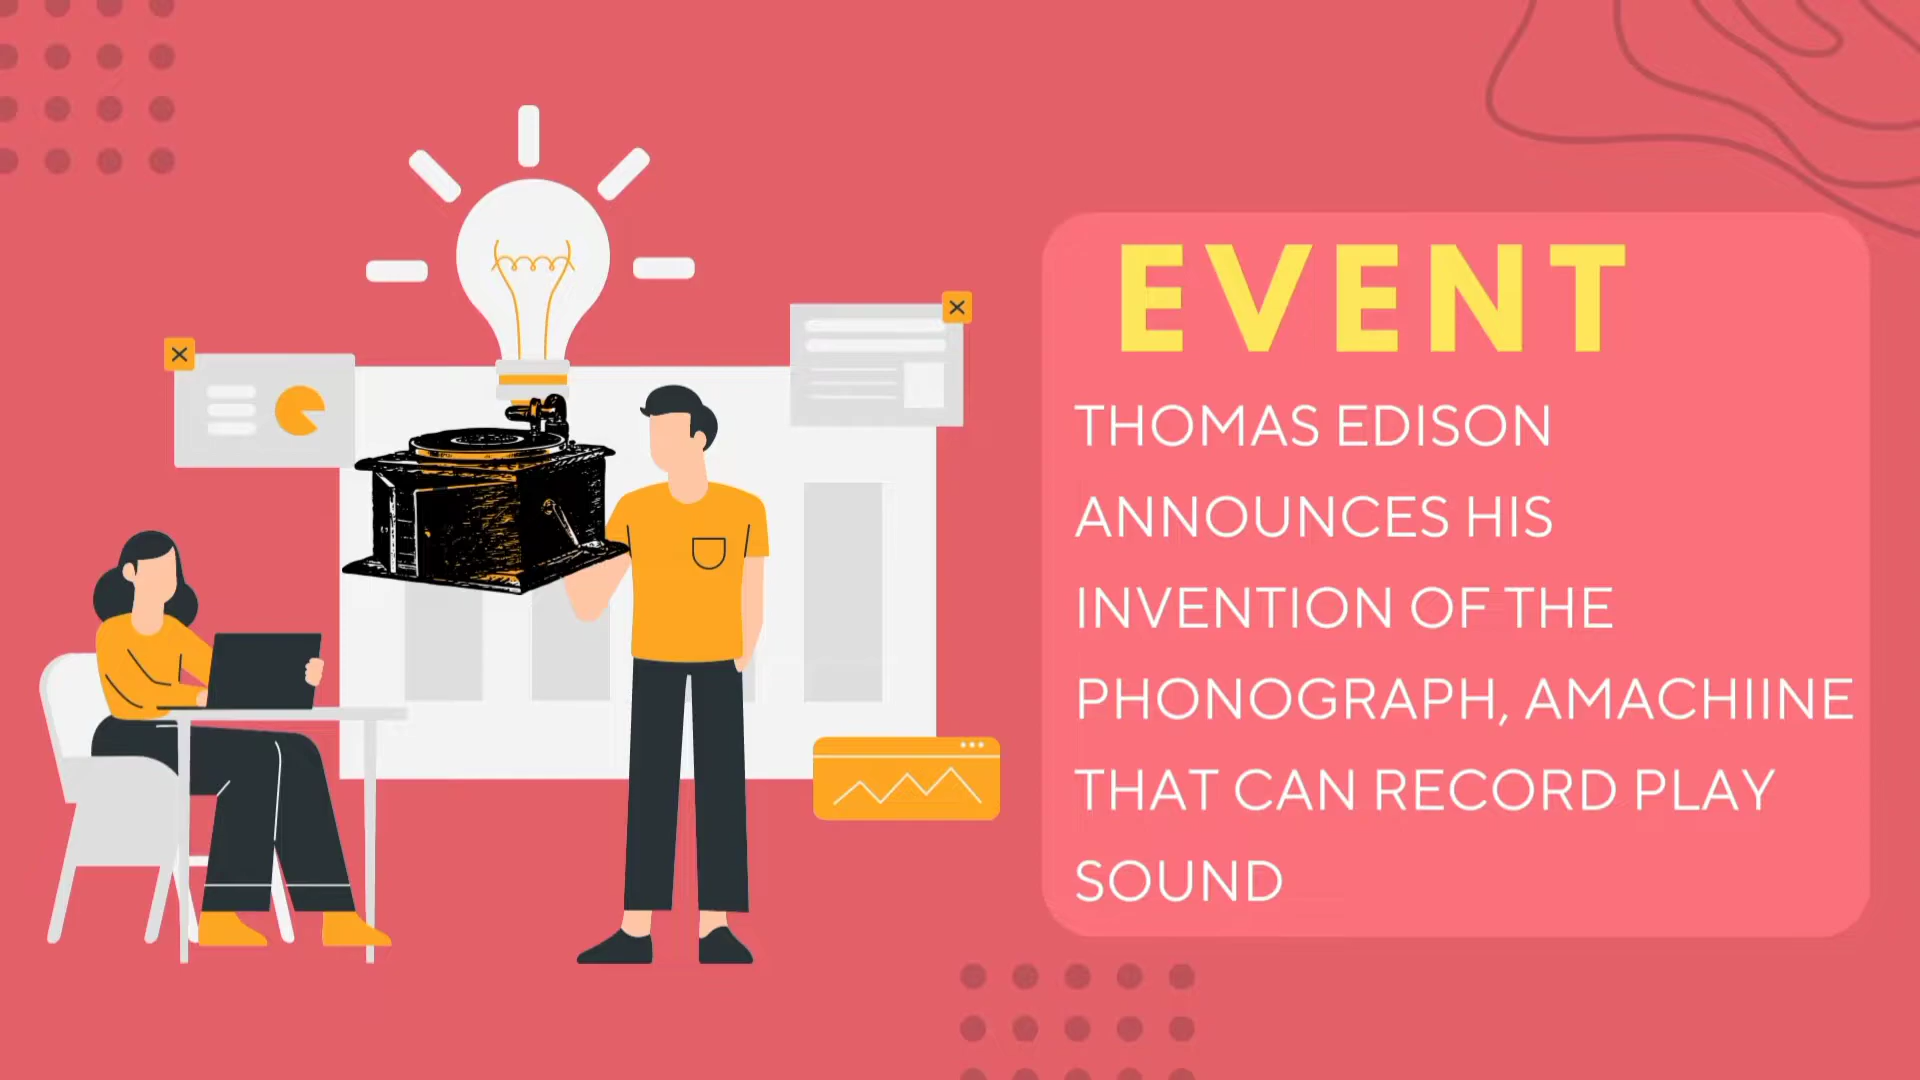 EVENT
THOMAS EDISON
ANNOUNCES HIS
INVENTION OF THE
PHONOGRAPH, AMACHIINE
THAT CAN RECORD PLAY
SOUND